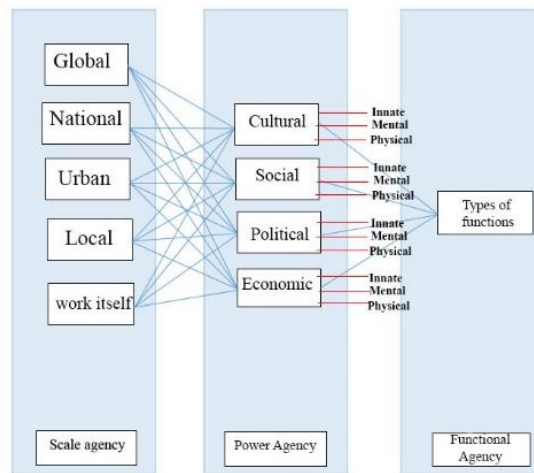 Global
National
Urban
Local
work itself
Scale agency
Cultural
Innate
Mental
Physical
Social
Innate
Mental
Physical
Political
Innate
Mental
Physical
Economic
Innate
Mental
Physical
Power Agency
Types of
functions
Functional
Agency